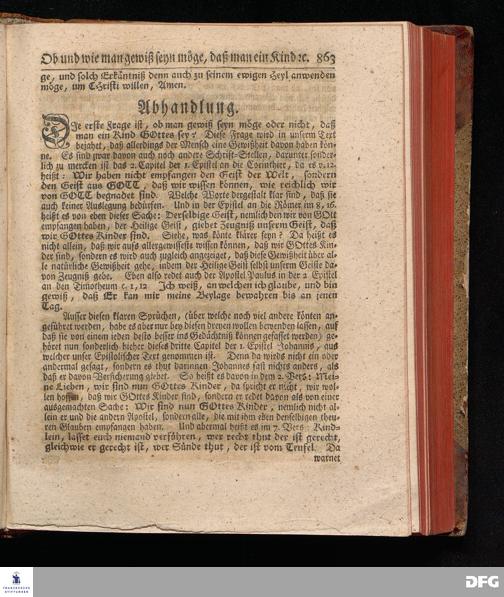 Ob und wie man gewiß seyn möge, daß man ein Kind ꝛc. 863
ge, und solch Erkäntniß denn auch zu seinem ewigen Heyl anwenden
möge, um Christi willen, Amen.
Abhandlung.
Die erste Frage ist, ob man gewiß seyn möge oder nicht, daß
man ein Kind GOttes sey? Diese Frage wird in unserm Text
bejahet, daß allerdings der Mensch eine Gewißheit davon haben kön-
ne. Es sind zwar davon auch noch andere Schrift-Stellen, darunter sonder-
lich zu mercken ist das 2. Capitel der 1. Epistel an die Corinthier, da es v. 12.
heißt: Wir haben nicht empfangen den Geist der Welt, sondern
den Geist aus GOTT, daß wir wissen können, wie reichlich wir
von GOTT begnadet sind. Welche Worte dergestalt klar sind, daß sie
auch keiner Auslegung bedürfen. Und in der Epistel an die Römer im 8, 16.
heißt es von eben dieser Sache: Derselbige Geist, nemlich den wir von GOtt
empfangen haben, der Heilige Geist, giebet Zeugniß unserm Geist, daß
wir GOttes Kinder sind. Siehe, was könte klärer seyn? Da heißt es
nicht allein, daß wir aufs allergewisseste wissen können, daß wir GOttes Kin-
der sind, sondern es wird auch zugleich angezeiget, daß diese Gewißheit über al-
le natürliche Gewißheit gehe, indem der Heilige Geist selbst unserm Geiste da-
von Zeugniß gebe. Eben also redet auch der Apostel Paulus in der 2 Epistel
an den Timotheum c. 1, 12 Ich weiß, an welchen ich glaube, und bin
gewiß, daß Er kan mir meine Beylage bewahren bis an jenen
Tag.
Ausser diesen klaren Sprüchen, (über welche noch viel andere könten an-
geführet werden, habe es aber nur bey diesen dreyen wollen bewenden lassen, auf
daß sie von einem jeden desto besser ins Gedächtniß können gefasset werden) ge-
höret nun sonderlich hieher dieses dritte Capitel der 1. Epistel Johannis, aus
welcher unser Epistolischer Text genommen ist. Denn da wirds nicht ein oder
andermal gesagt, sondern es thut darinnen Johannes fast nichts anders, als
daß er davon Versicherung giebet. So heißt es davon in dem 2. Vers: Mei-
ne Lieben, wir sind nun GOttes Kinder, da spricht er nicht, wir wol-
len hoffen, daß wir GOttes Kinder sind, sondern er redet davon als von einer
ausgemachten Sache: Wir sind nun GOttes Kinder, nemlich nicht al-
lein er und die andern Apostel, sondern alle, die mit ihm eben denselbigen theu-
ren Glauben empfangen haben. Und abermal heißt es im 7. Vers: Kind-
lein, lasset euch niemand verführen, wer recht thut der ist gerecht,
gleichwie er gerecht ist, wer Sünde thut, der ist vom Teufel. Da
warnet
FRANCKESCHE
STIFTUNGEN
DFG